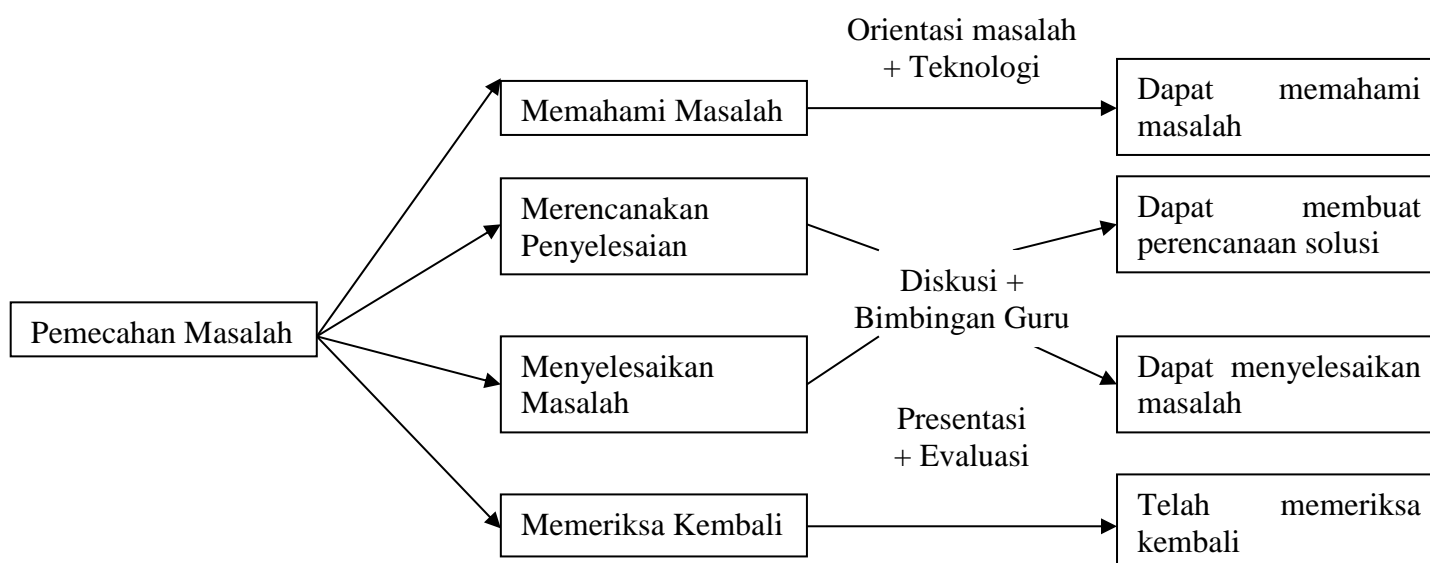 Orientasi masalah
+ Teknologi
Memahami Masalah
Dapat memahami
masalah
Merencanakan
Penyelesaian
Dapat membuat
perencanaan solusi
Diskusi +
Bimbingan Guru
Pemecahan Masalah
Menyelesaikan
Masalah
Dapat menyelesaikan
masalah
Presentasi
+ Evaluasi
Memeriksa Kembali
Telah memeriksa
kembali